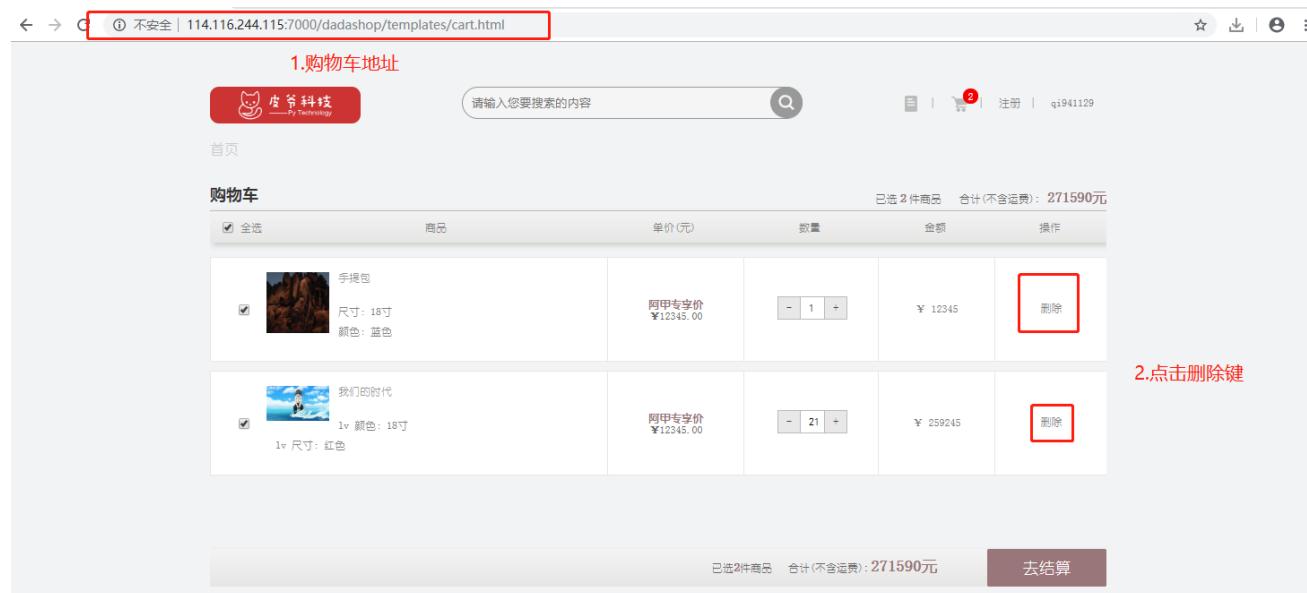 不安全 | 114.116.244.115:7000/dadashop/templates/cart.html
1.购物车地址
皮爷科技
Py Technology
请输入您要搜索的内容
2
注册
qi941129
首页
购物车
已选 2 件商品 合计(不含运费): 271590元
全选 商品 单价(元) 数量 金额 操作
手提包
尺寸: 18寸
颜色: 蓝色
阿甲专享价
¥12345.00
- 1 +
¥ 12345
删除
2.点击删除键
我们的时代
lv 颜色: 18寸
lv 尺寸: 红色
阿甲专享价
¥12345.00
- 21 +
¥ 259245
删除
已选2件商品 合计(不含运费): 271590元
去结算